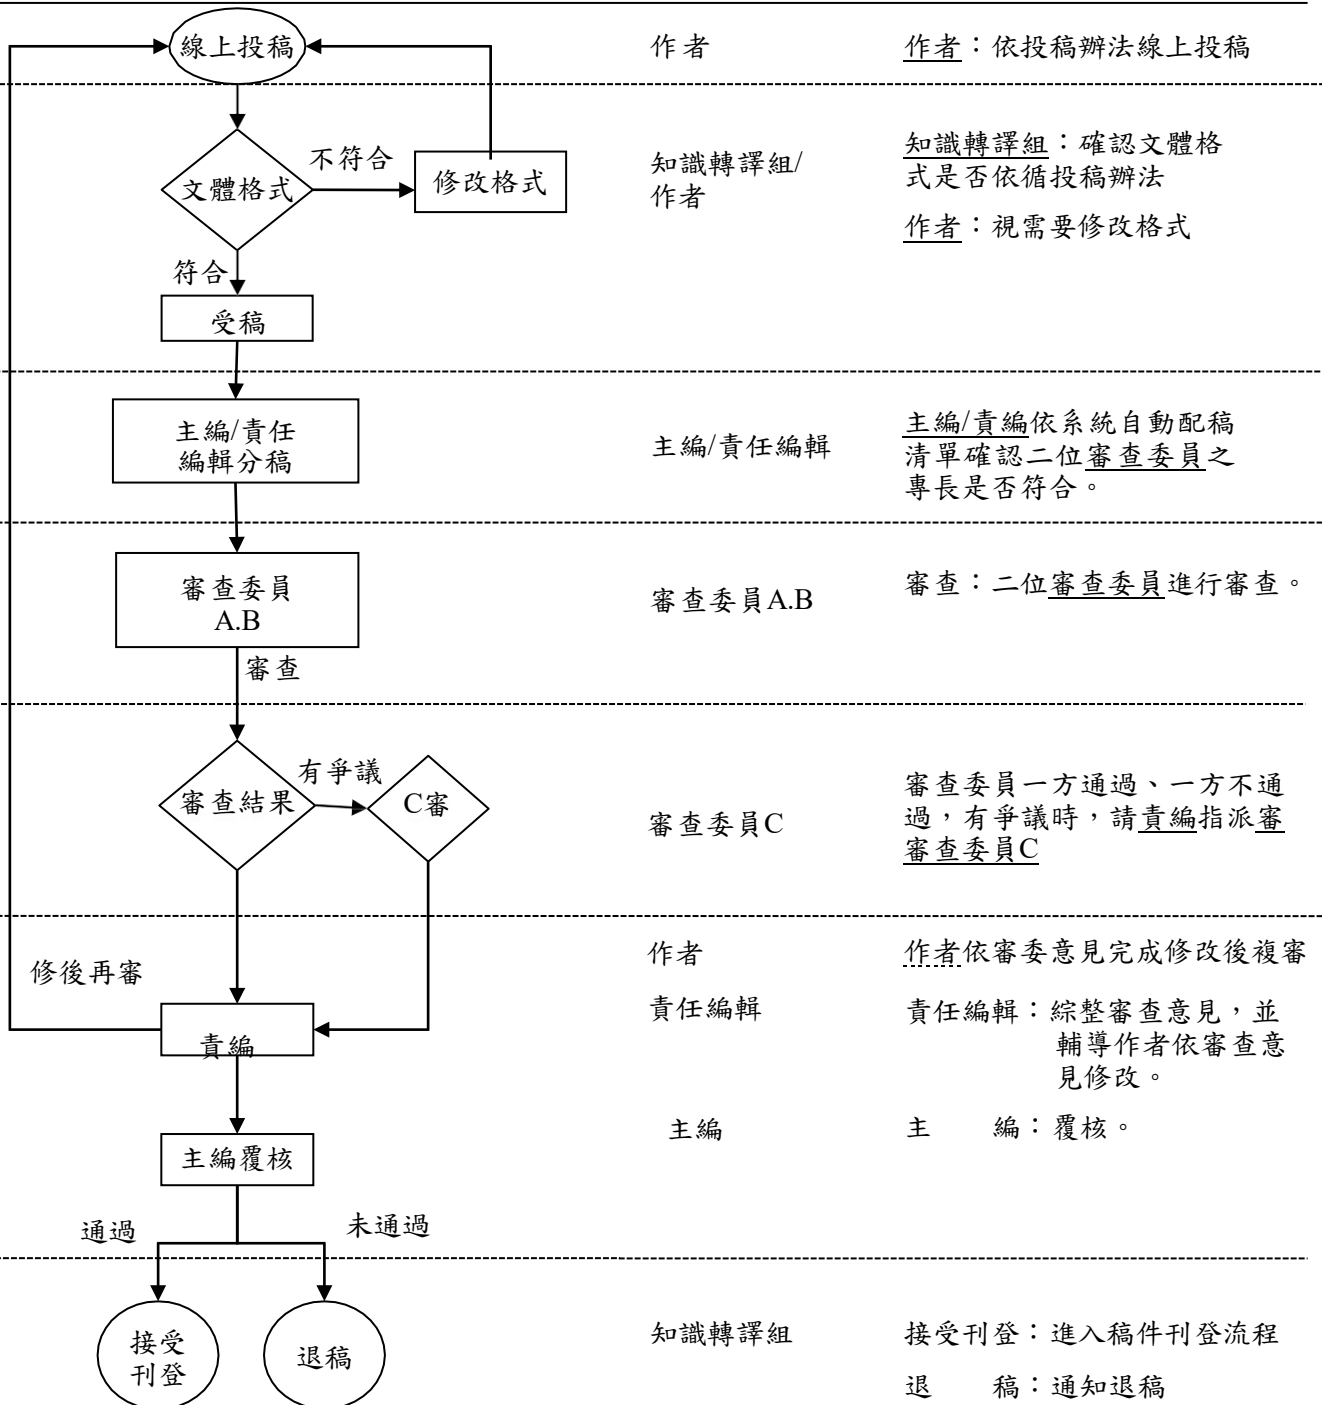 線上投稿
作者
作者：依投稿辦法線上投稿
不符合
文體格式
修改格式
符合
受稿
知識轉譯組/
作者
知識轉譯組：確認文體格
式是否依循投稿辦法
作者：視需要修改格式
主編/責任
編輯分稿
主編/責任編輯
主編/責編依系統自動配稿
清單確認二位審查委員之
專長是否符合。
審查委員
A.B
審查
審查委員A.B
審查：二位審查委員進行審查。
有爭議
審查結果
C審
審查委員C
審查委員一方通過、一方不通
過，有爭議時，請責編指派審
審查委員C
修後再審
作者
作者依審委意見完成修改後複審
責編
責任編輯
責任編輯：綜整審查意見，並
輔導作者依審查意
見修改。
主編覆核
主編
主　　編：覆核。
通過
未通過
接受
刊登
退稿
知識轉譯組
接受刊登：進入稿件刊登流程
退　　稿：通知退稿